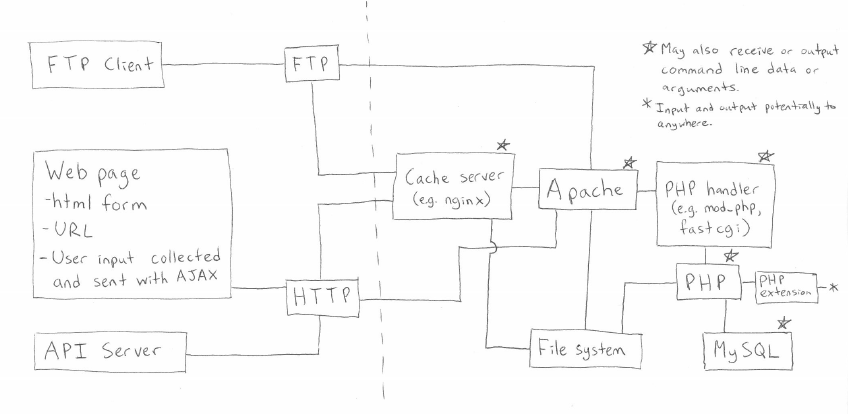 FTP Client
FTP
☆ May also receive or output
command line data or
arguments.
* Input and output potentially to
anywhere.
Web page
-html form
-URL
-User input collected
and sent with AJAX
Cache server
(e.g. nginx)
☆
Apache
☆
PHP handler
(e.g. mod_php,
fastcgi)
☆
HTTP
PHP
☆
PHP
extension
*
API Server
File system
MySQL
☆